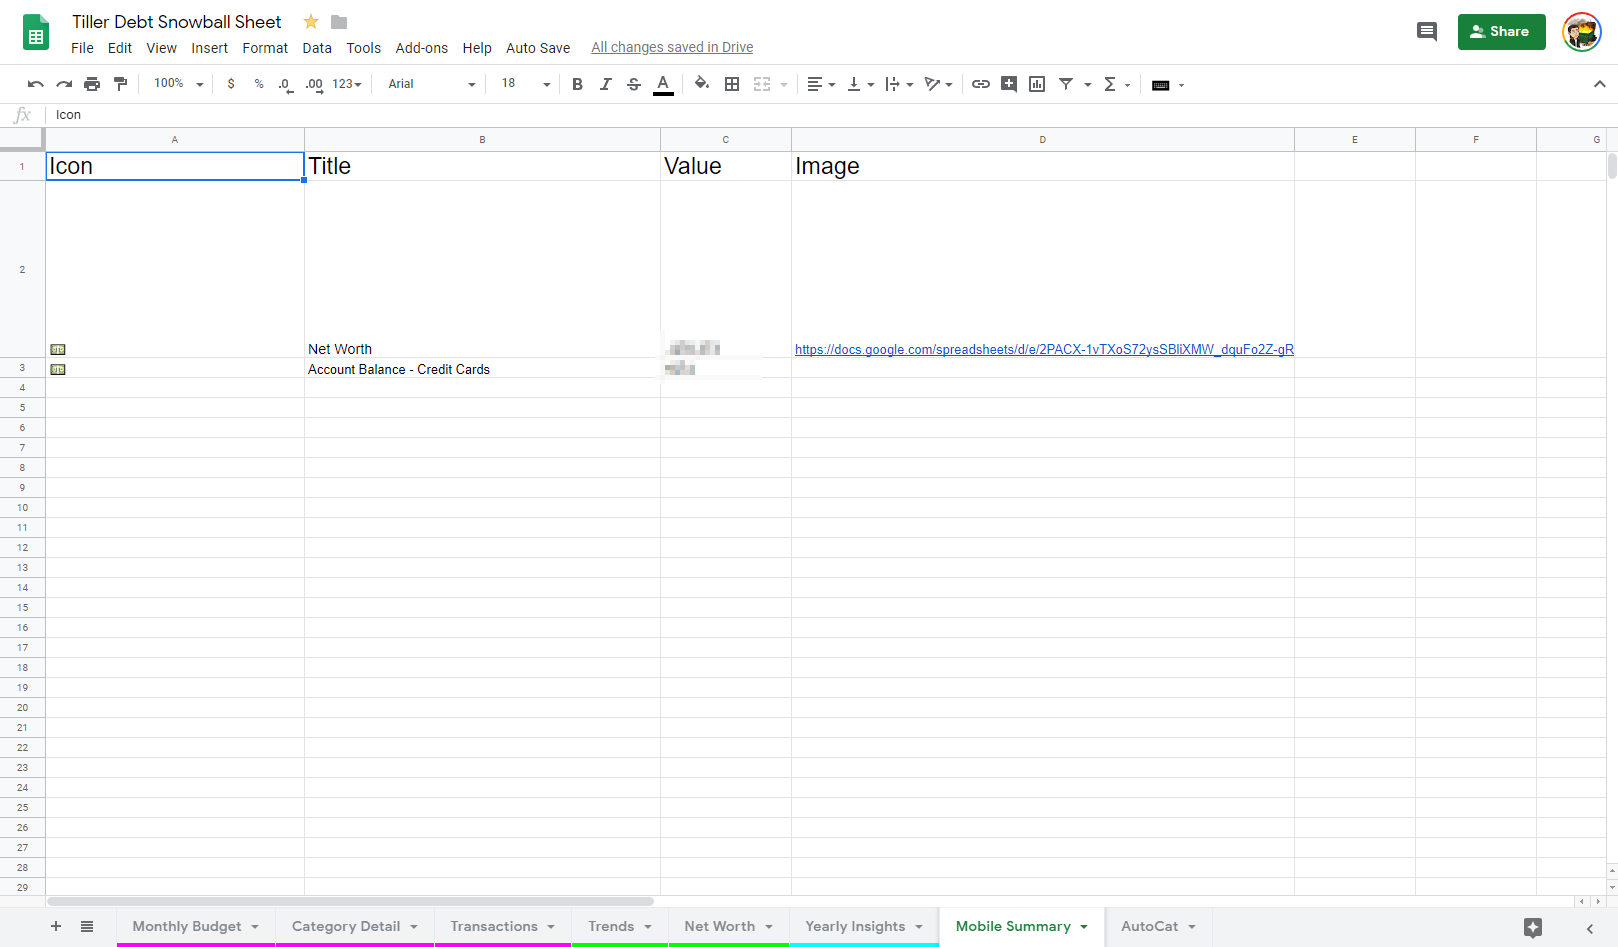 Tiller Debt Snowball Sheet
File Edit View Insert Format Data Tools Add-ons Help Auto Save All changes saved in Drive
Share
100% $ % .0 .00 123 Arial 18 B I S A
fx Icon
A B C D E F G
1 Icon Title Value Image
2 Net Worth https://docs.google.com/spreadsheets/d/e/2PACX-1vTXoS72ysSBliXMW_dquFo2Z-gR
3 Account Balance - Credit Cards
4
5
6
7
8
9
10
11
12
13
14
15
16
17
18
19
20
21
22
23
24
25
26
27
28
29
Monthly Budget Category Detail Transactions Trends Net Worth Yearly Insights Mobile Summary AutoCat